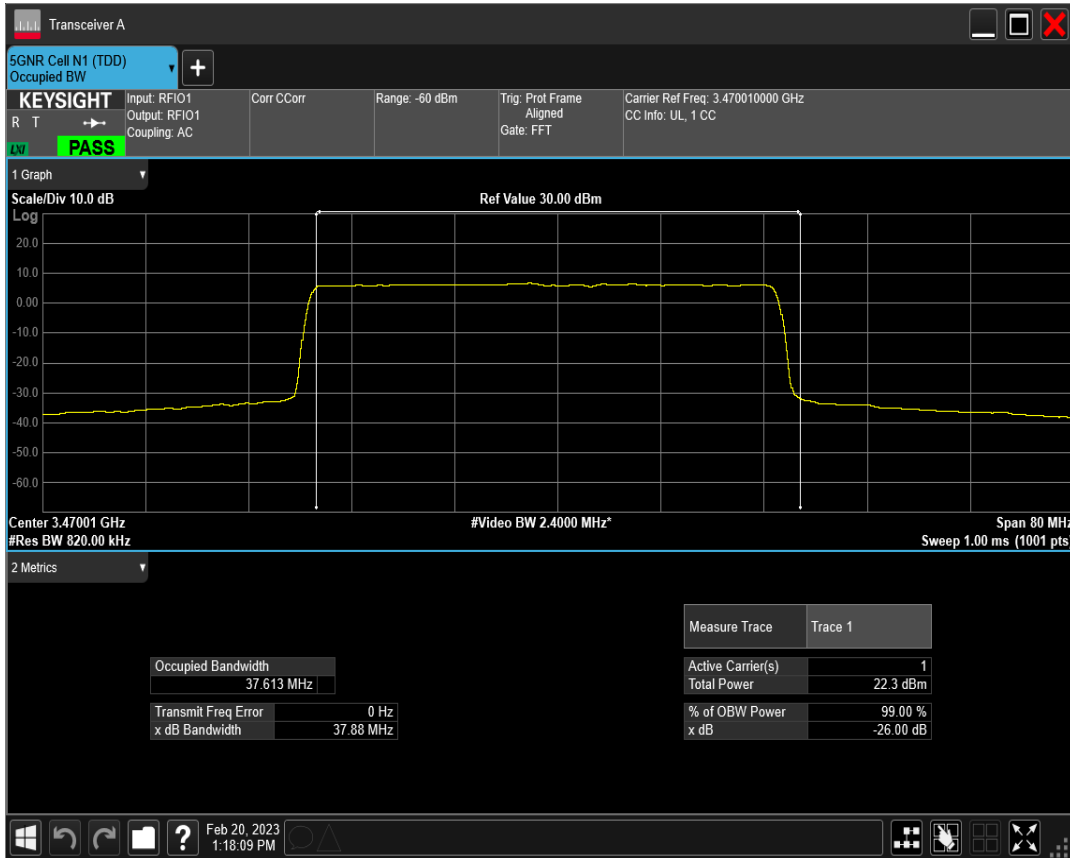 Transceiver A
5GNR Cell N1 (TDD)
Occupied BW
+
KEYSIGHT
R T
LXI
PASS
Input: RFIO1
Output: RFIO1
Coupling: AC
Corr CCorr
Range: -60 dBm
Trig: Prot Frame
Aligned
Gate: FFT
Carrier Ref Freq: 3.470010000 GHz
CC Info: UL, 1 CC
1 Graph
Scale/Div 10.0 dB
Ref Value 30.00 dBm
Log
20.0
10.0
0.00
-10.0
-20.0
-30.0
-40.0
-50.0
-60.0
Center 3.47001 GHz
#Video BW 2.4000 MHz*
Span 80 MHz
#Res BW 820.00 kHz
Sweep 1.00 ms (1001 pts)
2 Metrics
Measure Trace Trace 1
Occupied Bandwidth
37.613 MHz
Transmit Freq Error 0 Hz
x dB Bandwidth 37.88 MHz
Active Carrier(s) 1
Total Power 22.3 dBm
% of OBW Power 99.00 %
x dB -26.00 dB
?
Feb 20, 2023
1:18:09 PM